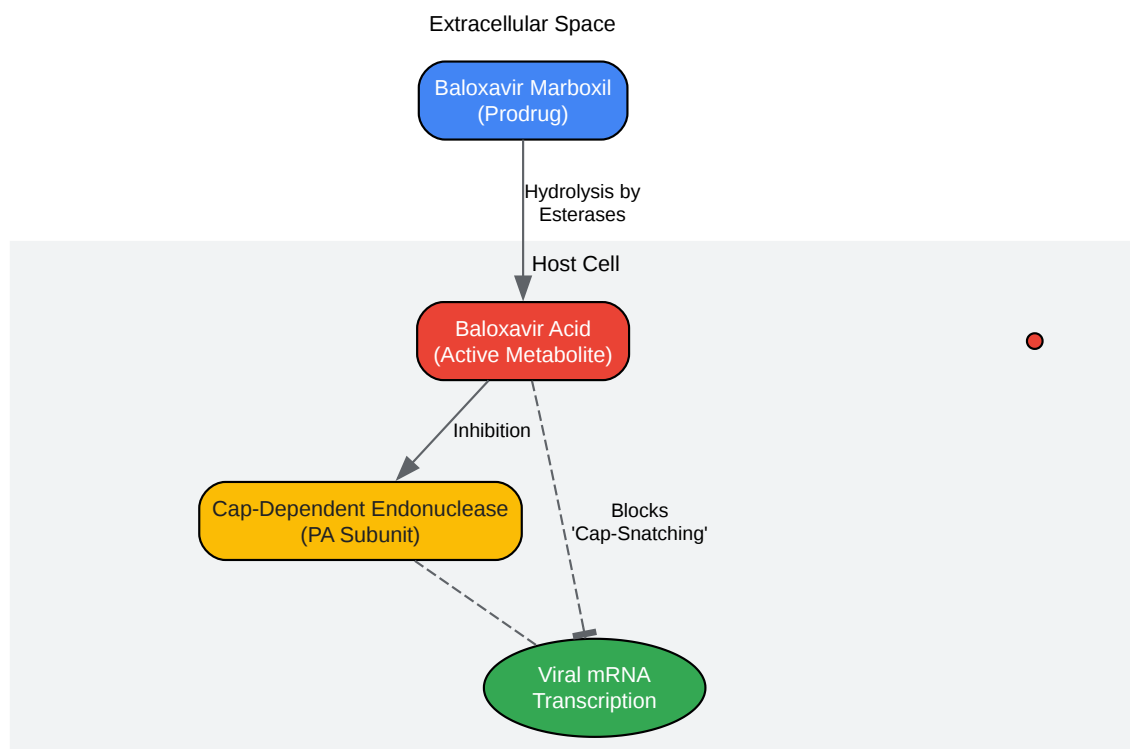 Extracellular Space
Baloxavir Marboxil
(Prodrug)
Hydrolysis by
Esterases
Host Cell
Baloxavir Acid
(Active Metabolite)
Inhibition
Cap-Dependent Endonuclease
(PA Subunit)
Blocks
'Cap-Snatching'
Viral mRNA
Transcription